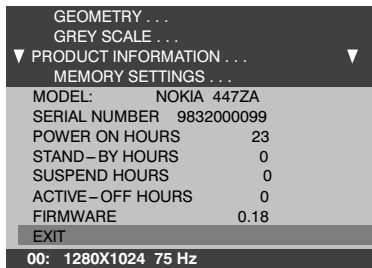 GEOMETRY . . .
GREY SCALE . . .
▼ PRODUCT INFORMATION . . . ▼
MEMORY SETTINGS . . .
MODEL: NOKIA 447ZA
SERIAL NUMBER 9832000099
POWER ON HOURS 23
STAND–BY HOURS 0
SUSPEND HOURS 0
ACTIVE–OFF HOURS 0
FIRMWARE 0.18
EXIT
00: 1280X1024 75 Hz